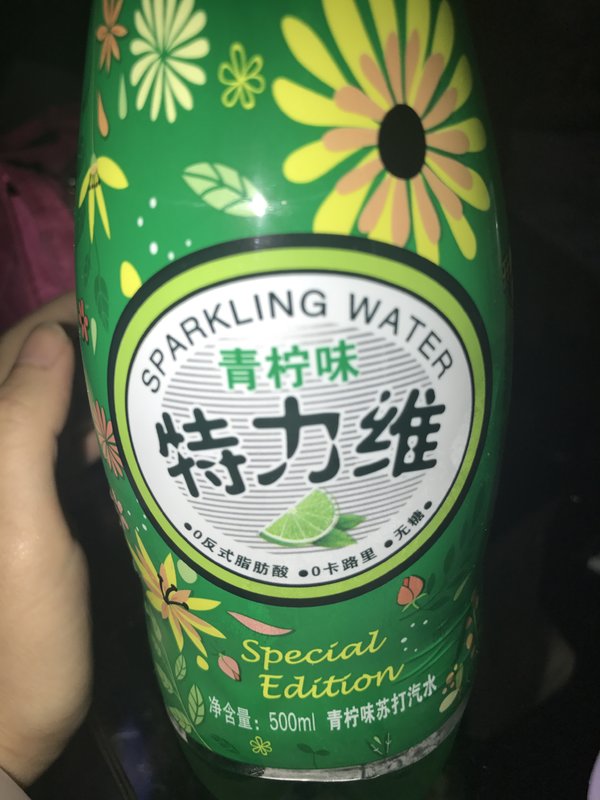 SPARKLING WATER
青柠味
特力维
•0反式脂肪酸 •0卡路里 •无糖•
Special
Edition
净含量：500ml 青柠味苏打汽水